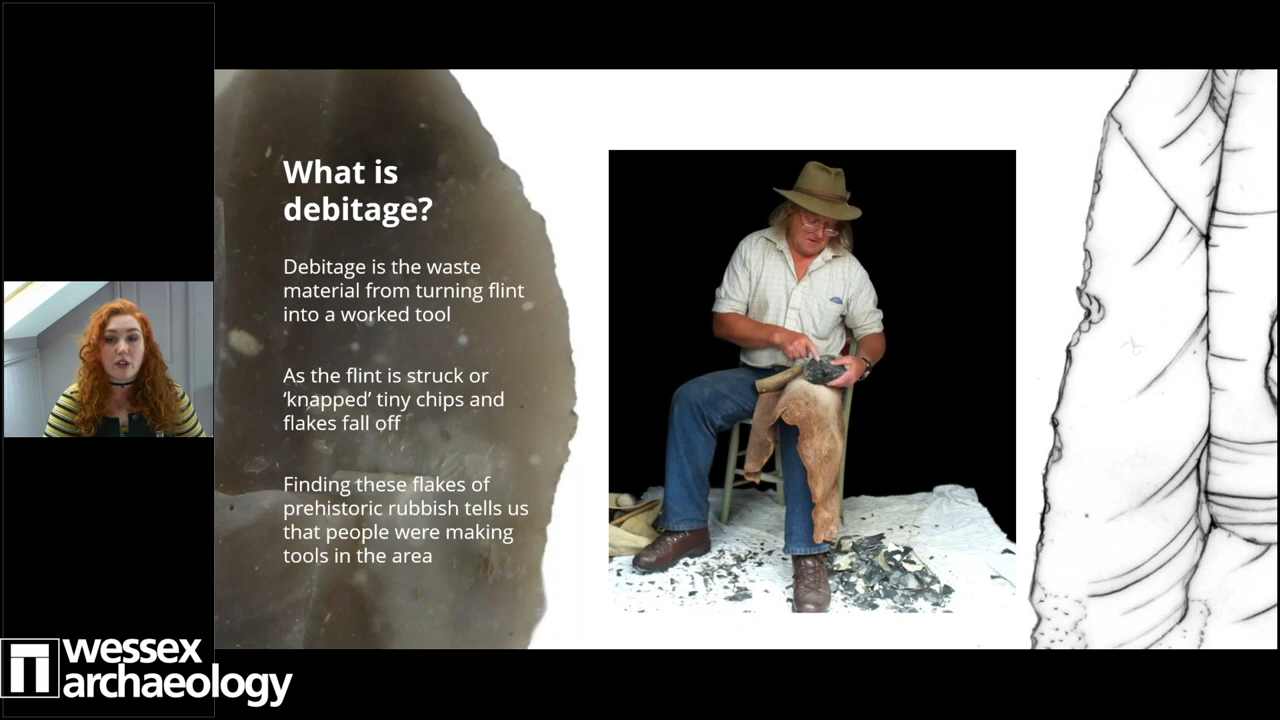 What is
debitage?
Debitage is the waste
material from turning flint
into a worked tool
As the flint is struck or
‘knapped’ tiny chips and
flakes fall off
Finding these flakes of
prehistoric rubbish tells us
that people were making
tools in the area
wessex
archaeology